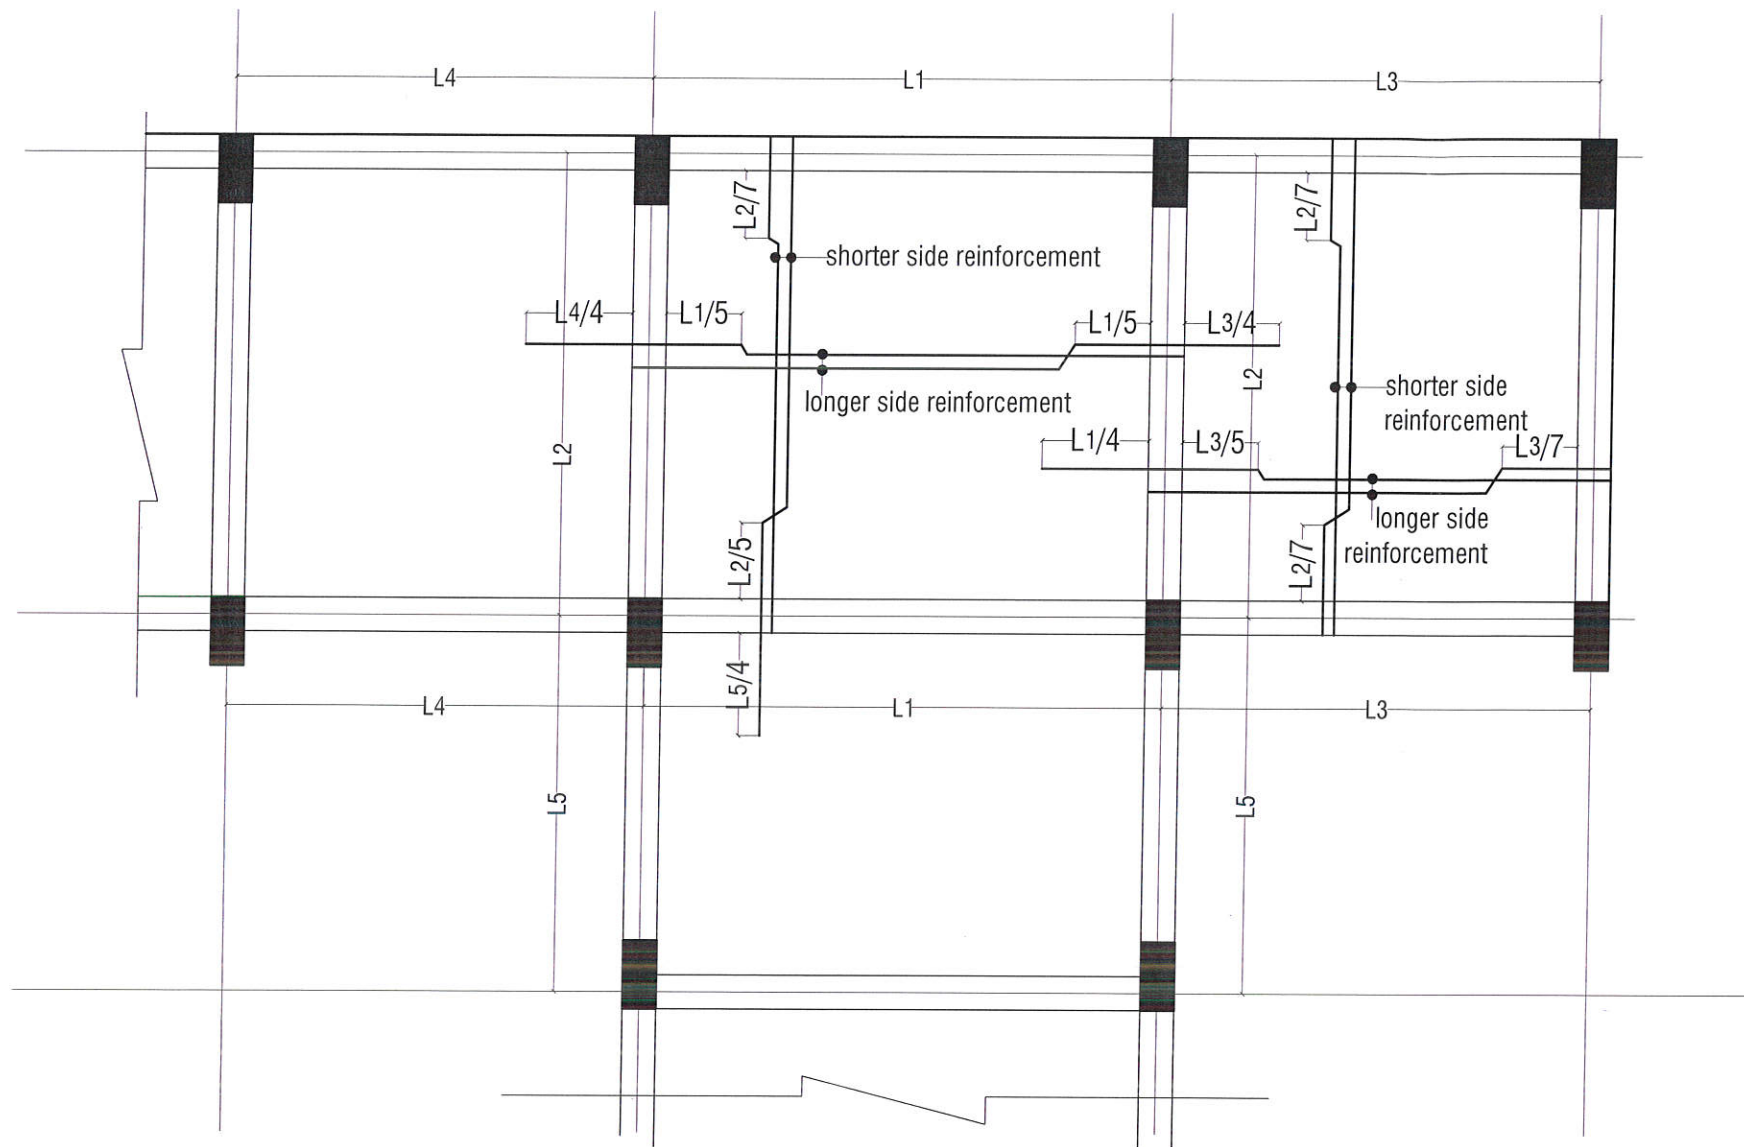 L4
L1
L3
L2/7
L2/7
shorter side reinforcement
L4/4
L1/5
L1/5
L3/4
L2
longer side reinforcement
shorter side
reinforcement
L1/4
L3/5
L3/7
L2
longer side
reinforcement
L2/5
L2/7
L5/4
L4
L1
L3
L5
L5